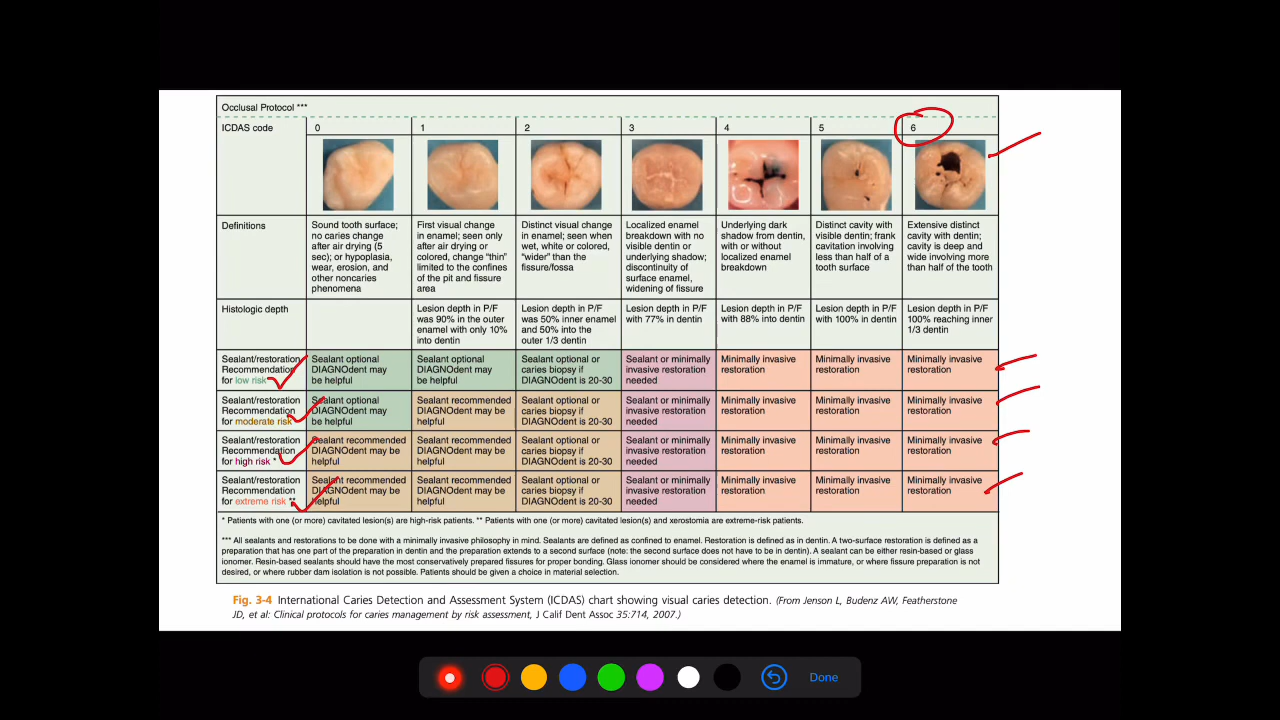 Occlusal Protocol ***
ICDAS code
0
1
2
3
4
5
6
Definitions
Sound tooth surface;
no caries change
after air drying (5
sec); or hypoplasia,
wear, erosion, and
other noncaries
phenomena
First visual change
in enamel; seen only
after air drying or
colored, change "thin"
limited to the confines
of the pit and fissure
area
Distinct visual change
in enamel; seen when
wet, white or colored,
"wider" than the
fissure/fossa
Localized enamel
breakdown with no
visible dentin or
underlying shadow;
discontinuity of
surface enamel,
widening of fissure
Underlying dark
shadow from dentin,
with or without
localized enamel
breakdown
Distinct cavity with
visible dentin; frank
cavitation involving
less than half of a
tooth surface
Extensive distinct
cavity with dentin;
cavity is deep and
wide involving more
than half of the tooth
Histologic depth
Lesion depth in P/F
was 90% in the outer
enamel with only 10%
into dentin
Lesion depth in P/F
was 50% inner enamel
and 50% into the
outer 1/3 dentin
Lesion depth in P/F
with 77% in dentin
Lesion depth in P/F
with 88% into dentin
Lesion depth in P/F
with 100% in dentin
Lesion depth in P/F
100% reaching inner
1/3 dentin
Sealant/restoration
Recommendation
for low risk
Sealant optional
DIAGNOdent may
be helpful
Sealant optional
DIAGNOdent may
be helpful
Sealant optional or
caries biopsy if
DIAGNOdent is 20-30
Sealant or minimally
invasive restoration
needed
Minimally invasive
restoration
Minimally invasive
restoration
Minimally invasive
restoration
Sealant/restoration
Recommendation
for moderate risk
Sealant optional
DIAGNOdent may
be helpful
Sealant recommended
DIAGNOdent may be
helpful
Sealant optional or
caries biopsy if
DIAGNOdent is 20-30
Sealant or minimally
invasive restoration
needed
Minimally invasive
restoration
Minimally invasive
restoration
Minimally invasive
restoration
Sealant/restoration
Recommendation
for high risk *
Sealant recommended
DIAGNOdent may be
helpful
Sealant recommended
DIAGNOdent may be
helpful
Sealant optional or
caries biopsy if
DIAGNOdent is 20-30
Sealant or minimally
invasive restoration
needed
Minimally invasive
restoration
Minimally invasive
restoration
Minimally invasive
restoration
Sealant/restoration
Recommendation
for extreme risk **
Sealant recommended
DIAGNOdent may be
helpful
Sealant recommended
DIAGNOdent may be
helpful
Sealant optional or
caries biopsy if
DIAGNOdent is 20-30
Sealant or minimally
invasive restoration
needed
Minimally invasive
restoration
Minimally invasive
restoration
Minimally invasive
restoration
* Patients with one (or more) cavitated lesion(s) are high-risk patients. ** Patients with one (or more) cavitated lesion(s) and xerostomia are extreme-risk patients.
*** All sealants and restorations to be done with a minimally invasive philosophy in mind. Sealants are defined as confined to enamel. Restoration is defined as in dentin. A two-surface restoration is defined as a
preparation that has one part of the preparation in dentin and the preparation extends to a second surface (note: the second surface does not have to be in dentin). A sealant can be either resin-based or glass
ionomer. Resin-based sealants should have the most conservatively prepared fissures for proper bonding. Glass ionomer should be considered where the enamel is immature, or where fissure preparation is not
desired, or where rubber dam isolation is not possible. Patients should be given a choice in material selection.
Fig. 3-4 International Caries Detection and Assessment System (ICDAS) chart showing visual caries detection. (From Jenson L, Budenz AW, Featherstone
JD, et al: Clinical protocols for caries management by risk assessment, J Calif Dent Assoc 35:714, 2007.)
Done